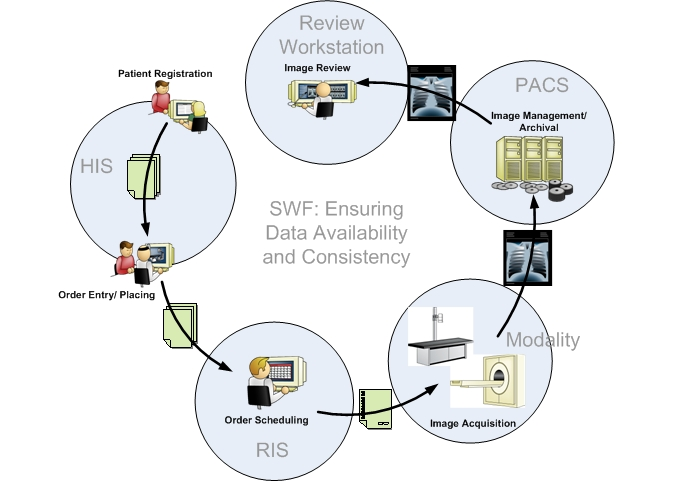 Review
Workstation
Image Review
Patient Registration
PACS
Image Management/
Archival
HIS
SWF: Ensuring
Data Availability
and Consistency
Order Entry/ Placing
Modality
Order Scheduling
Image Acquisition
RIS